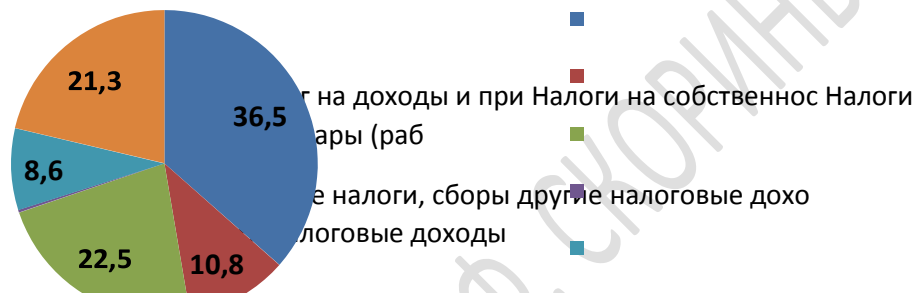 21,3
36,5
г на доходы и при Налоги на собственнос Налоги
ары (раб
8,6
е налоги, сборы другие налоговые дохо
логовые доходы
22,5
10,8
Ф. СКОРИНЫ